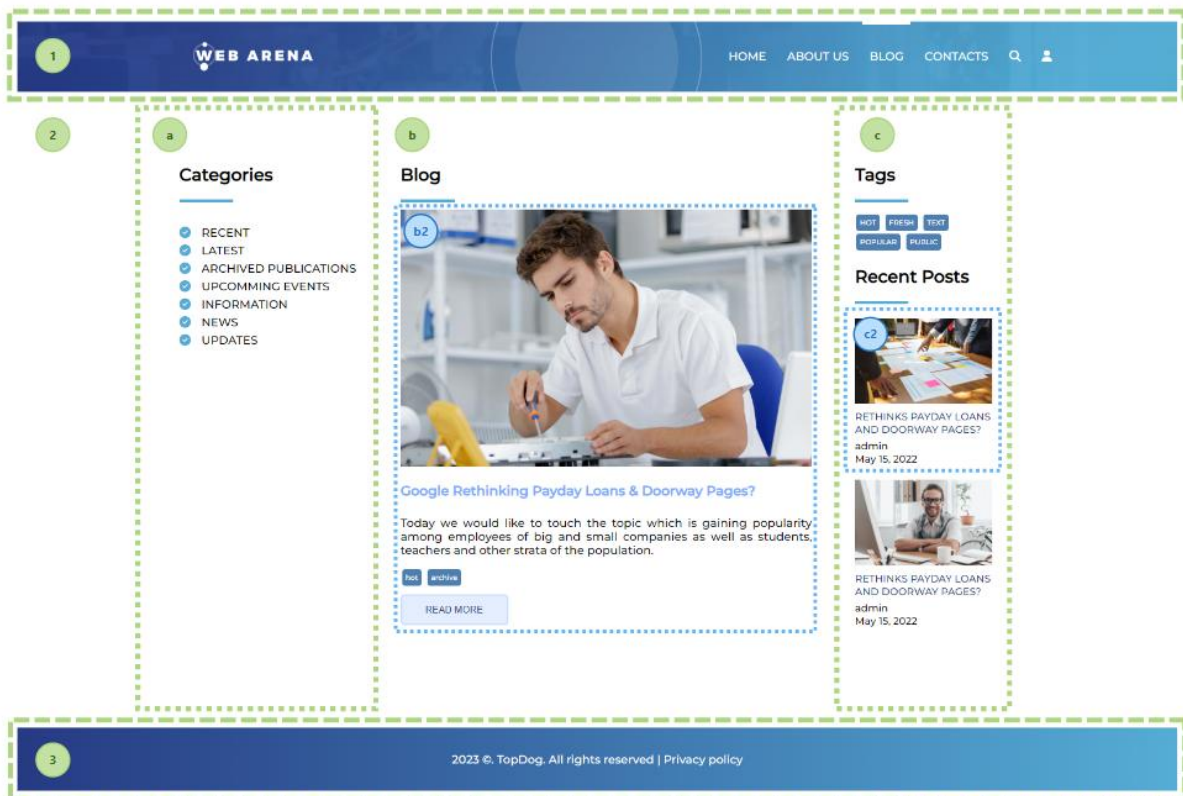 1
WEB ARENA
HOME ABOUT US BLOG CONTACTS
2
a
Categories
RECENT
LATEST
ARCHIVED PUBLICATIONS
UPCOMMING EVENTS
INFORMATION
NEWS
UPDATES
b
Blog
b2
Google Rethinking Payday Loans & Doorway Pages?
Today we would like to touch the topic which is gaining popularity
among employees of big and small companies as well as students,
teachers and other strata of the population.
hot archive
READ MORE
c
Tags
HOT FRESH TEXT
POPULAR PUBLIC
Recent Posts
c2
RETHINKS PAYDAY LOANS
AND DOORWAY PAGES?
admin
May 15, 2022
RETHINKS PAYDAY LOANS
AND DOORWAY PAGES?
admin
May 15, 2022
3
2023 ©. TopDog. All rights reserved | Privacy policy